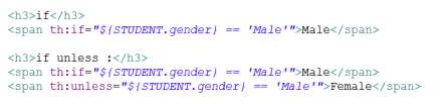 <h3>if</h3>
<span th:if="${STUDENT.gender} == 'Male'">Male</span>
<h3>if unless :</h3>
<span th:if="${STUDENT.gender} == 'Male'">Male</span>
<span th:unless="${STUDENT.gender} == 'Male'">Female</span>